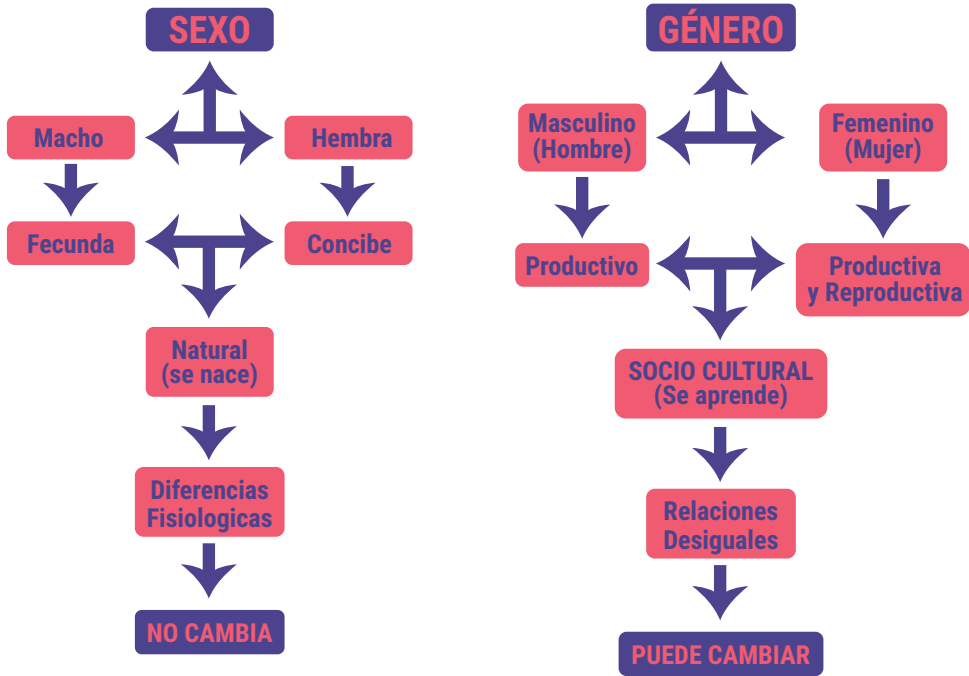 SEXO
Macho
Hembra
Fecunda
Concibe
Natural
(se nace)
Diferencias
Fisiologicas
NO CAMBIA
GÉNERO
Masculino
(Hombre)
Femenino
(Mujer)
Productivo
Productiva
y Reproductiva
SOCIO CULTURAL
(Se aprende)
Relaciones
Desiguales
PUEDE CAMBIAR